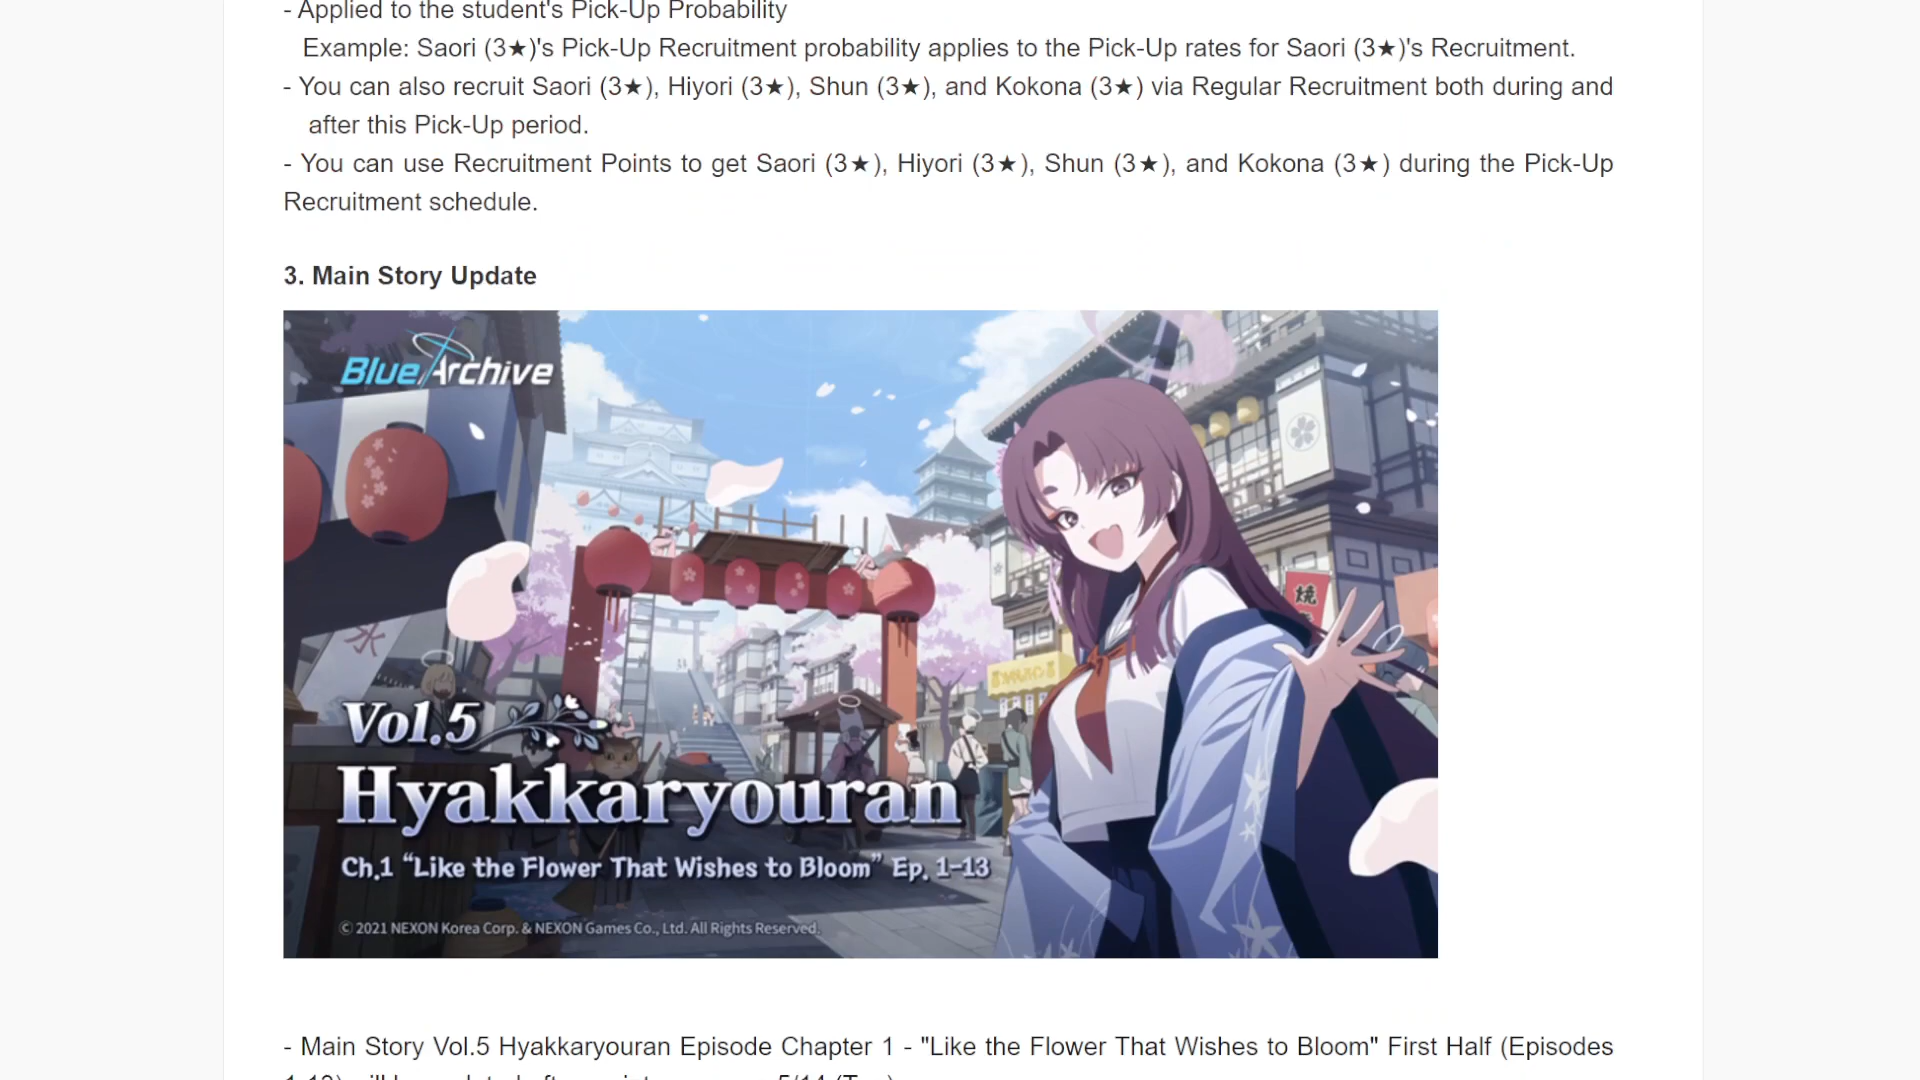 - Applied to the student's Pick-Up Probability
Example: Saori (3★)'s Pick-Up Recruitment probability applies to the Pick-Up rates for Saori (3★)'s Recruitment.
- You can also recruit Saori (3★), Hiyori (3★), Shun (3★), and Kokona (3★) via Regular Recruitment both during and
after this Pick-Up period.
- You can use Recruitment Points to get Saori (3★), Hiyori (3★), Shun (3★), and Kokona (3★) during the Pick-Up
Recruitment schedule.
3. Main Story Update
Blue Archive
焼
氷
Vol.5
Hyakkaryouran
Ch.1 “Like the Flower That Wishes to Bloom” Ep. 1-13
© 2021 NEXON Korea Corp. & NEXON Games Co., Ltd. All Rights Reserved.
- Main Story Vol.5 Hyakkaryouran Episode Chapter 1 - "Like the Flower That Wishes to Bloom" First Half (Episodes